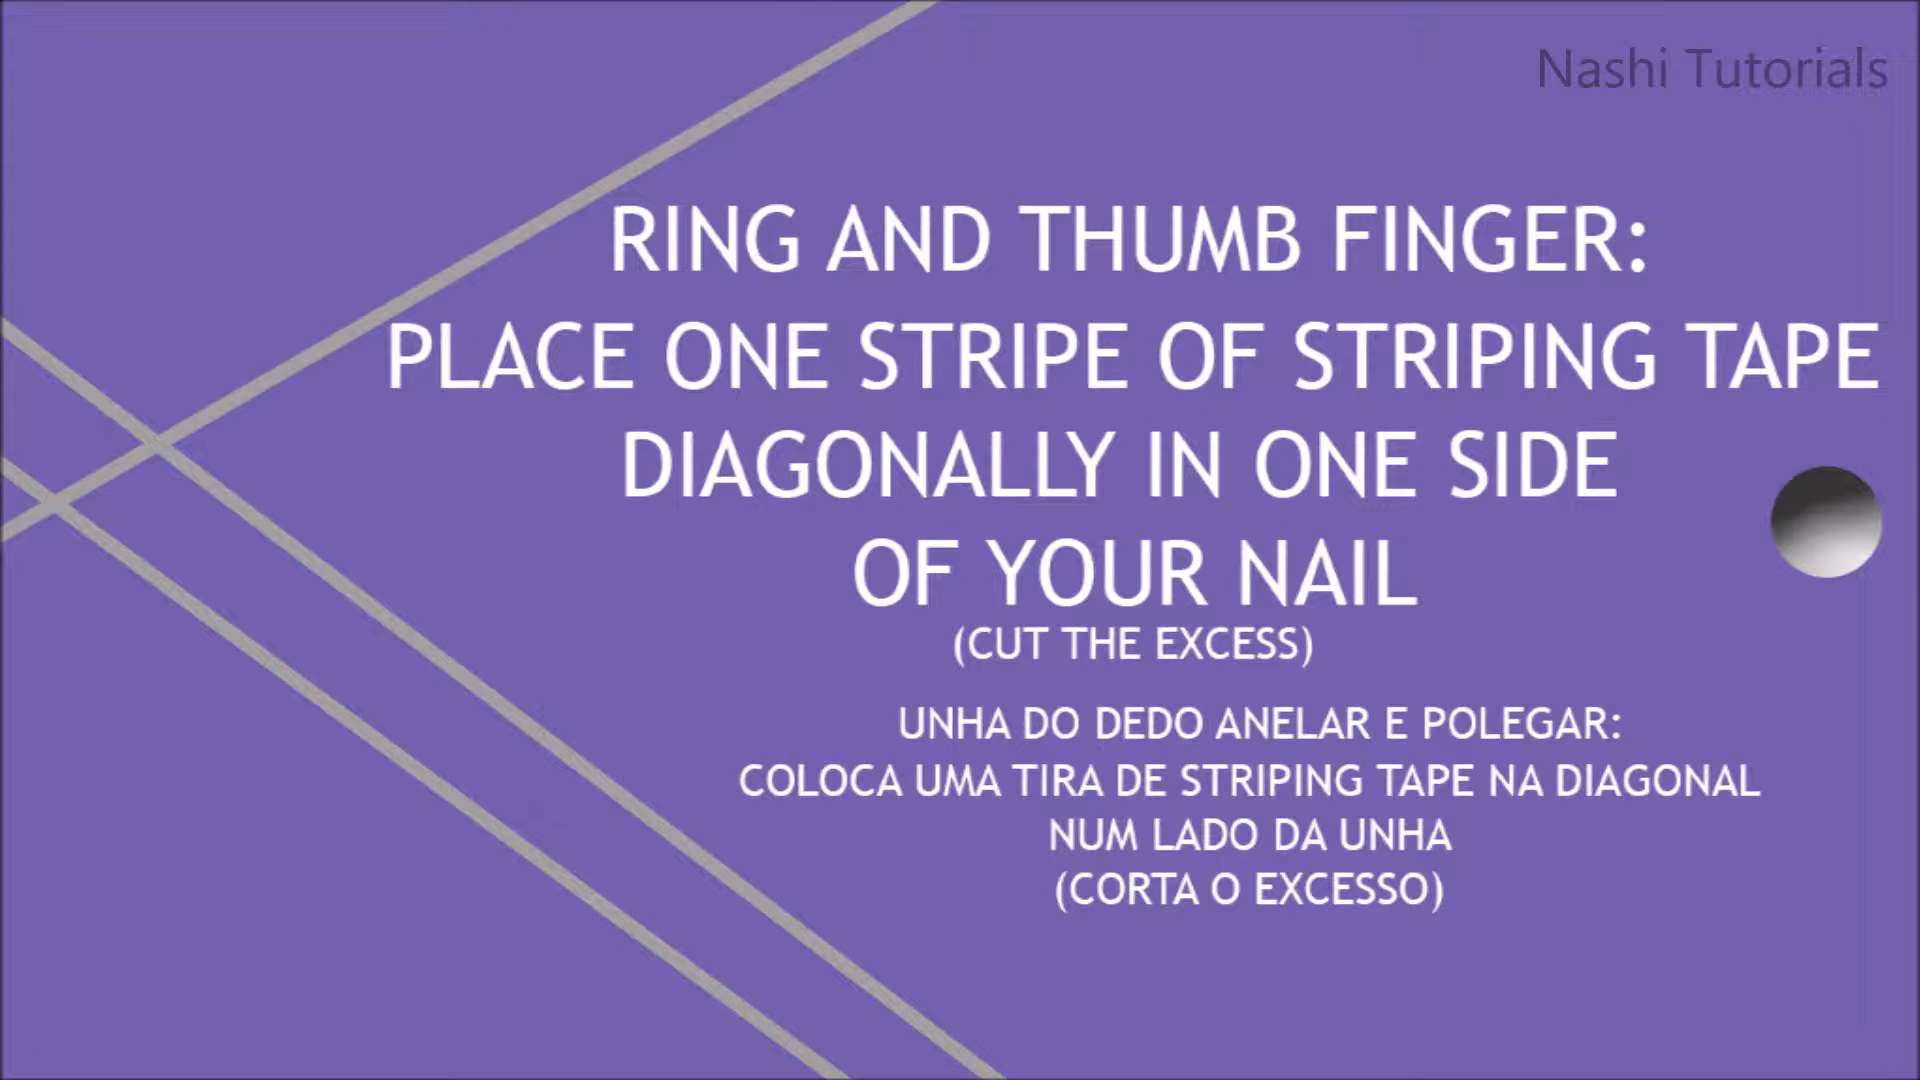 Nashi Tutorials
RING AND THUMB FINGER:
PLACE ONE STRIPE OF STRIPING TAPE
DIAGONALLY IN ONE SIDE
OF YOUR NAIL
(CUT THE EXCESS)
UNHA DO DEDO ANELAR E POLEGAR:
COLOCA UMA TIRA DE STRIPING TAPE NA DIAGONAL
NUM LADO DA UNHA
(CORTA O EXCESSO)